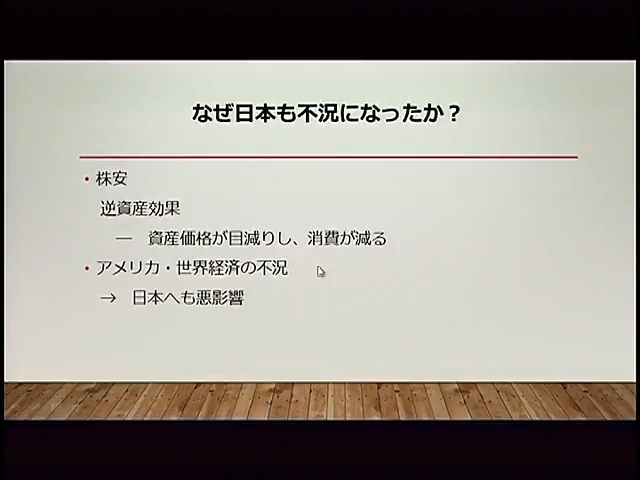 なぜ日本も不況になったか？
・株安
逆資産効果
― 資産価格が目減りし、消費が減る
・アメリカ・世界経済の不況
→ 日本へも悪影響